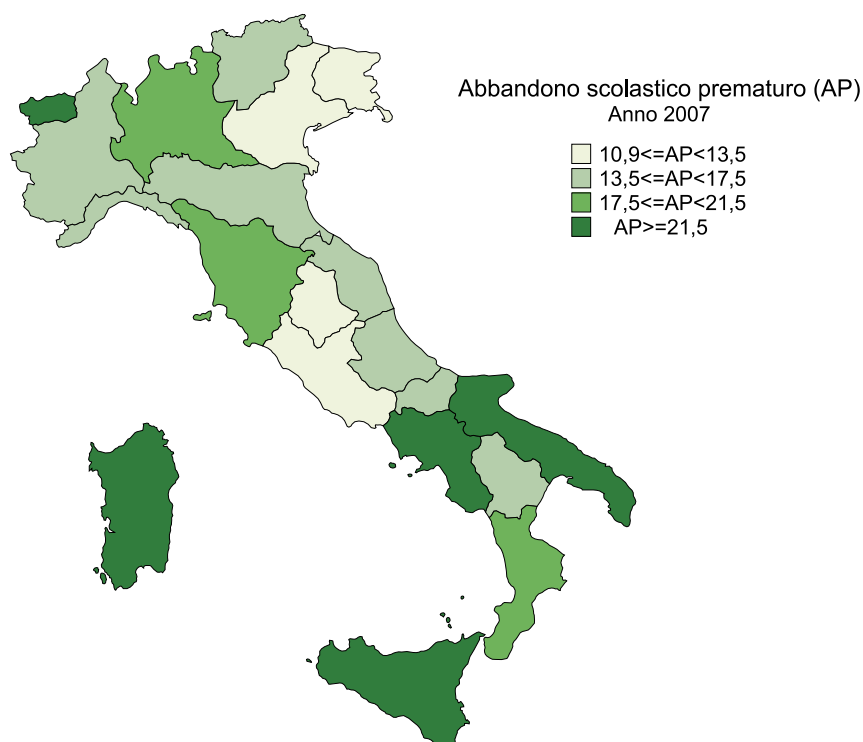 Abbandono scolastico prematuro (AP)
Anno 2007
10,9<=AP<13,5
13,5<=AP<17,5
17,5<=AP<21,5
AP>=21,5